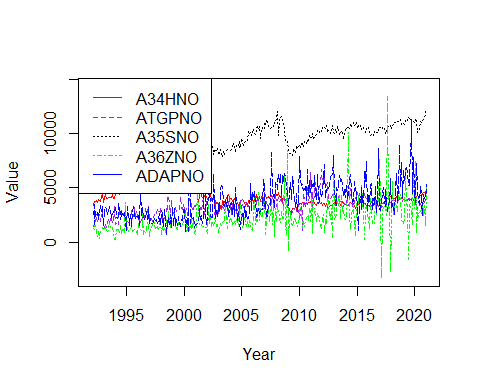 A34HNO
ATGPNO
A35SNO
A36ZNO
ADAPNO
Value
0
5000
10000
1995
2000
2005
2010
2015
2020
Year